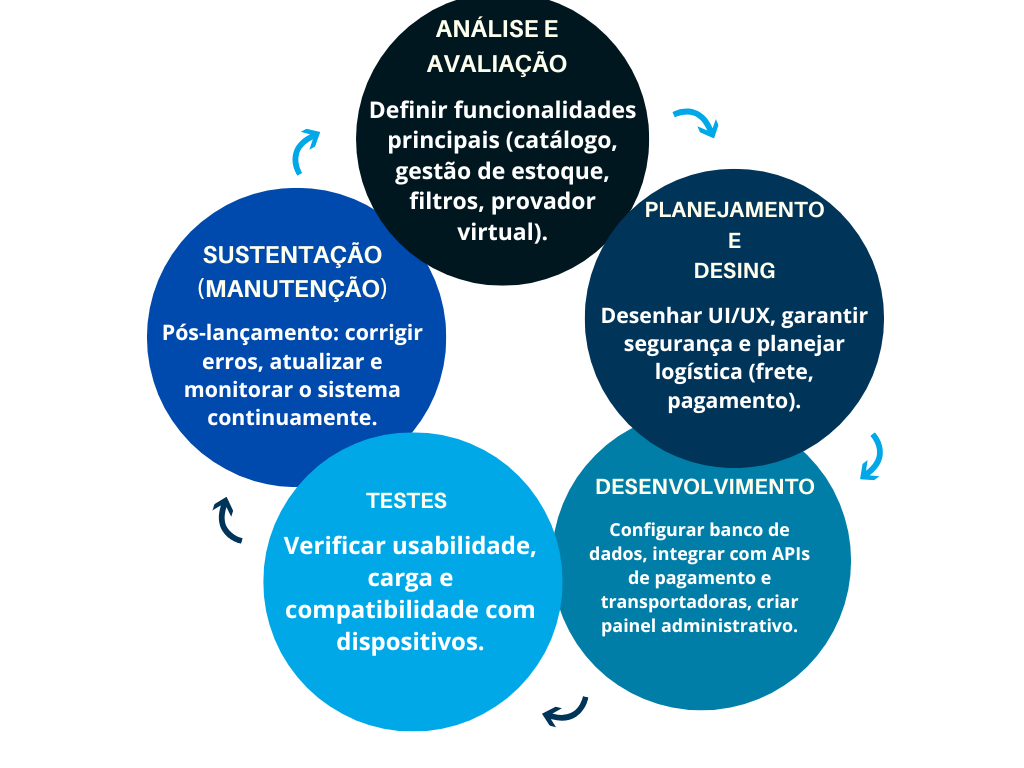 ANÁLISE E
AVALIAÇÃO
Definir funcionalidades
principais (catálogo,
gestão de estoque,
filtros, provador
virtual).
PLANEJAMENTO
E
DESING
Desenhar UI/UX, garantir
segurança e planejar
logística (frete,
pagamento).
DESENVOLVIMENTO
Configurar banco de
dados, integrar com APIs
de pagamento e
transportadoras, criar
painel administrativo.
TESTES
Verificar usabilidade,
carga e
compatibilidade com
dispositivos.
SUSTENTAÇÃO
(MANUTENÇÃO)
Pós-lançamento: corrigir
erros, atualizar e
monitorar o sistema
continuamente.